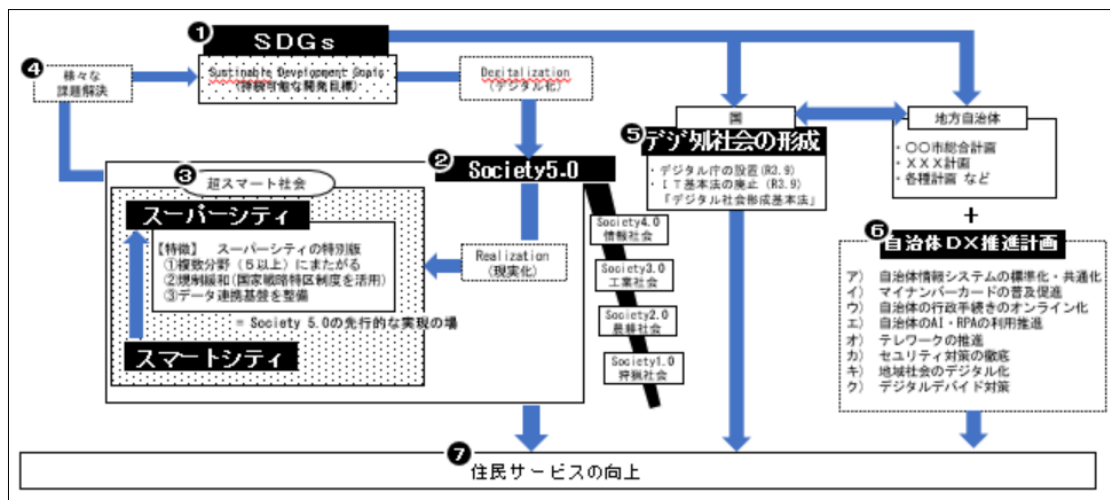 ❶
SDGs
Sustinable Development Goals
(持続可能な開発目標)
❹
様々な
課題解決
Degitalization
(デジタル化)
国
❺
デジタル社会の形成
・デジタル庁の設置(R3.9)
・IT基本法の廃止(R3.9)
「デジタル社会形成基本法」
地方自治体
・〇〇市総合計画
・XXX計画
・各種計画 など
+
❷
Society5.0
❸
超スマート社会
スーパーシティ
【特徴】 スーパーシティの特別版
①複数分野(5以上)にまたがる
②規制緩和(国家戦略特区制度を活用)
③データ連携基盤を整備
= Society 5.0の先行的な実現の場
スマートシティ
Realization
(現実化)
Society4.0
情報社会
Society3.0
工業社会
Society2.0
農耕社会
Society1.0
狩猟社会
❻
自治体DX推進計画
ア) 自治体情報システムの標準化・共通化
イ) マイナンバーカードの普及促進
ウ) 自治体の行政手続きのオンライン化
エ) 自治体のAI・RPAの利用推進
オ) テレワークの推進
カ) セユリティ対策の徹底
キ) 地域社会のデジタル化
ク) デジタルデバイド対策
❼
住民サービスの向上